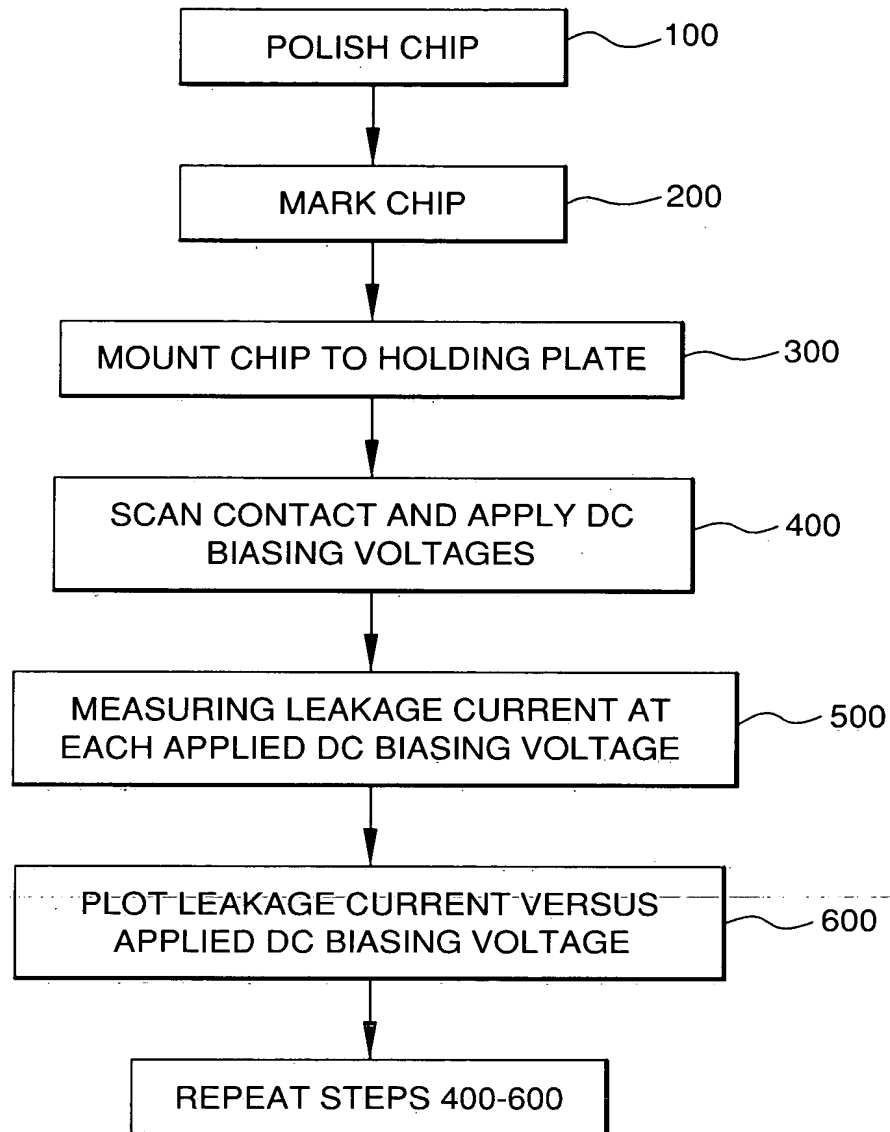 POLISH CHIP
100
MARK CHIP
200
MOUNT CHIP TO HOLDING PLATE
300
SCAN CONTACT AND APPLY DC
BIASING VOLTAGES
400
MEASURING LEAKAGE CURRENT AT
EACH APPLIED DC BIASING VOLTAGE
500
PLOT LEAKAGE CURRENT VERSUS
APPLIED DC BIASING VOLTAGE
600
REPEAT STEPS 400-600